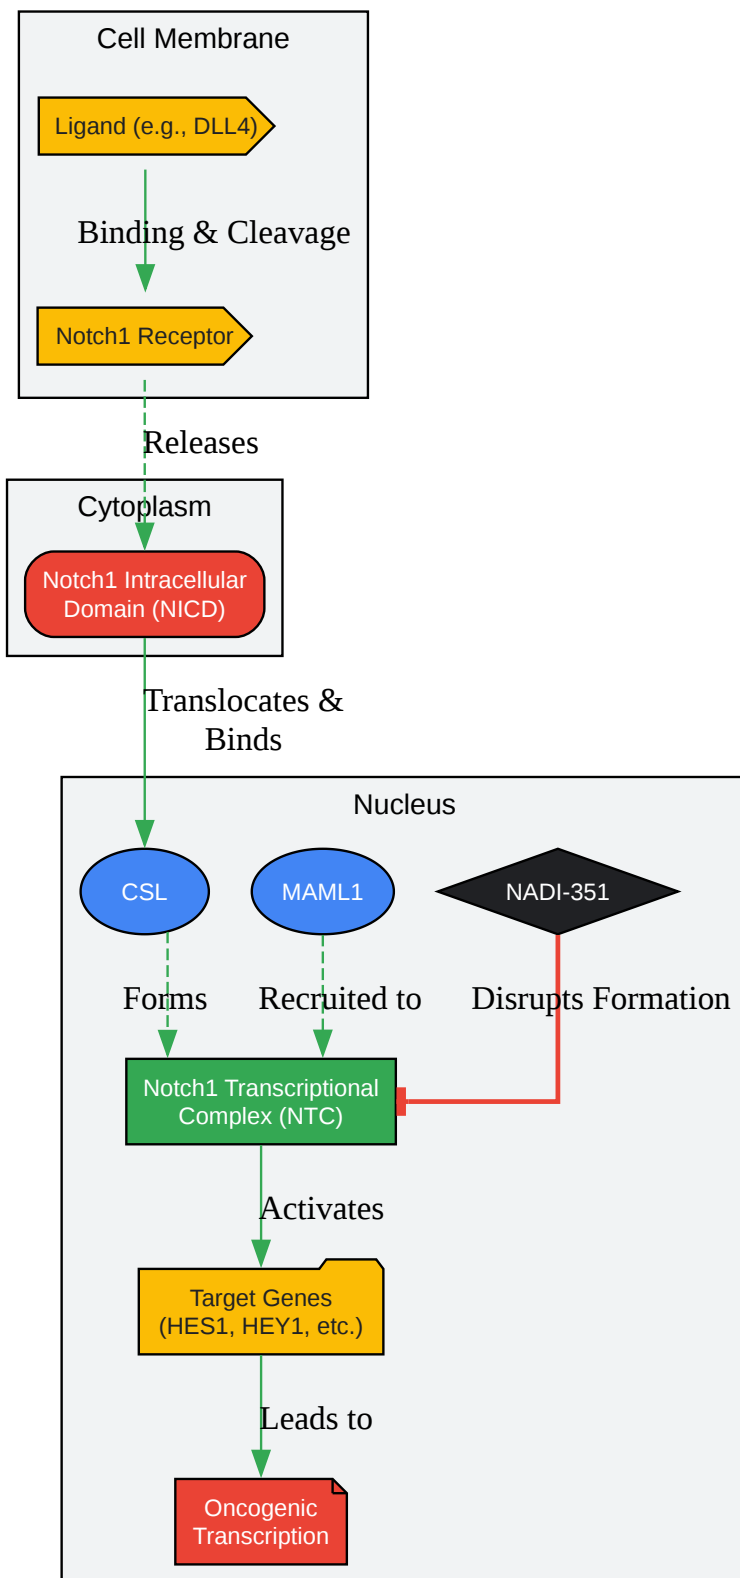 Cell Membrane
Ligand (e.g., DLL4)
Binding & Cleavage
Notch1 Receptor
Releases
Cytoplasm
Notch1 Intracellular
Domain (NICD)
Translocates &
Binds
Nucleus
CSL
MAML1
NADI-351
Forms
Recruited to
Disrupts Formation
Notch1 Transcriptional
Complex (NTC)
Activates
Target Genes
(HES1, HEY1, etc.)
Leads to
Oncogenic
Transcription